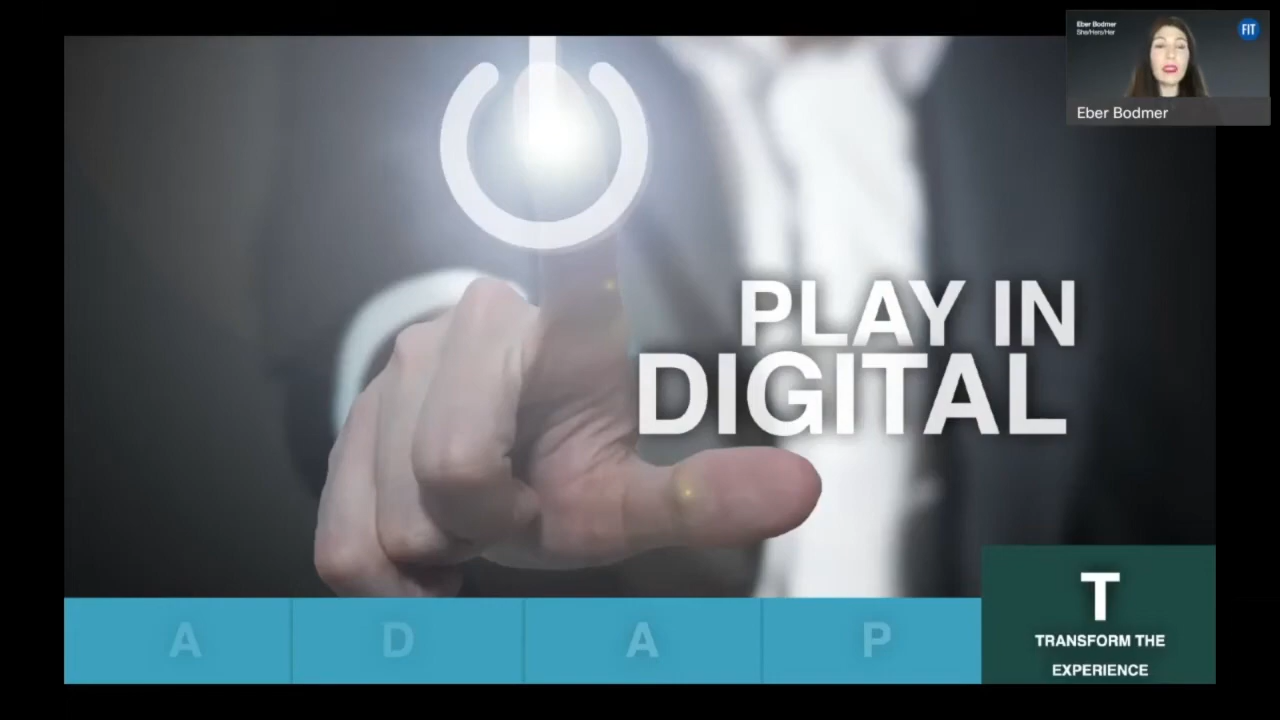 Eber Bodmer
She/Hers/Her
FIT
Eber Bodmer
PLAY IN
DIGITAL
A
D
A
P
T
TRANSFORM THE
EXPERIENCE